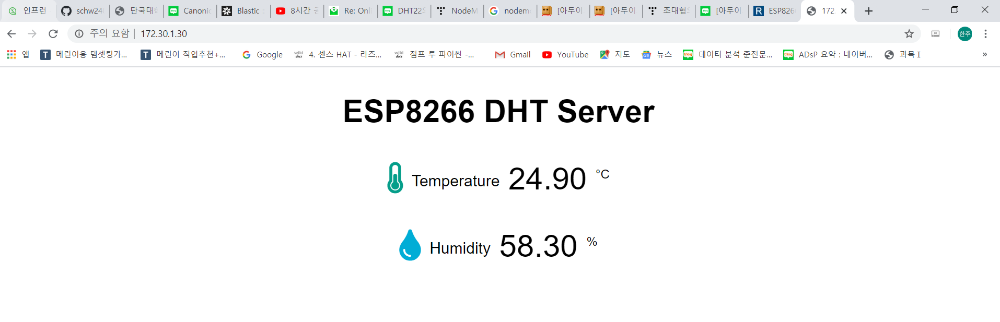 인프런 schw24 단국대학 Canonic Blastic 8시간 공 Re: Onli DHT22 NodeM nodem [아두이 [아두이 조대협의 [아두이 ESP826 172
주의 요함 | 172.30.1.30 한주
앱 메린이용 템셋팅가... 메린이 직업추천+... Google 4. 센스 HAT - 라즈... 점프 투 파이썬 -... Gmail YouTube 지도 뉴스 데이터 분석 준전문... ADsP 요약 : 네이버... 과목 I »
ESP8266 DHT Server
Temperature 24.90 °C
Humidity 58.30 %